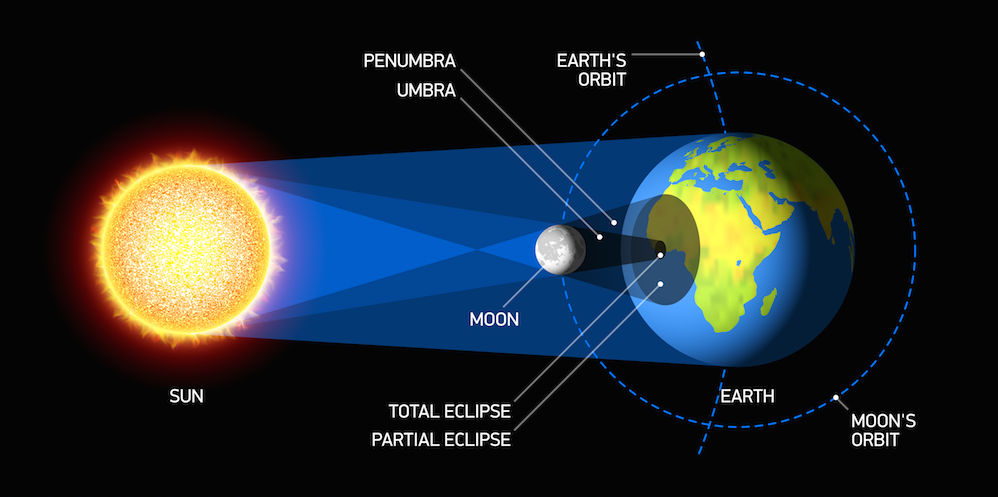 PENUMBRA
UMBRA
EARTH'S
ORBIT
MOON
SUN
EARTH
TOTAL ECLIPSE
PARTIAL ECLIPSE
MOON'S
ORBIT